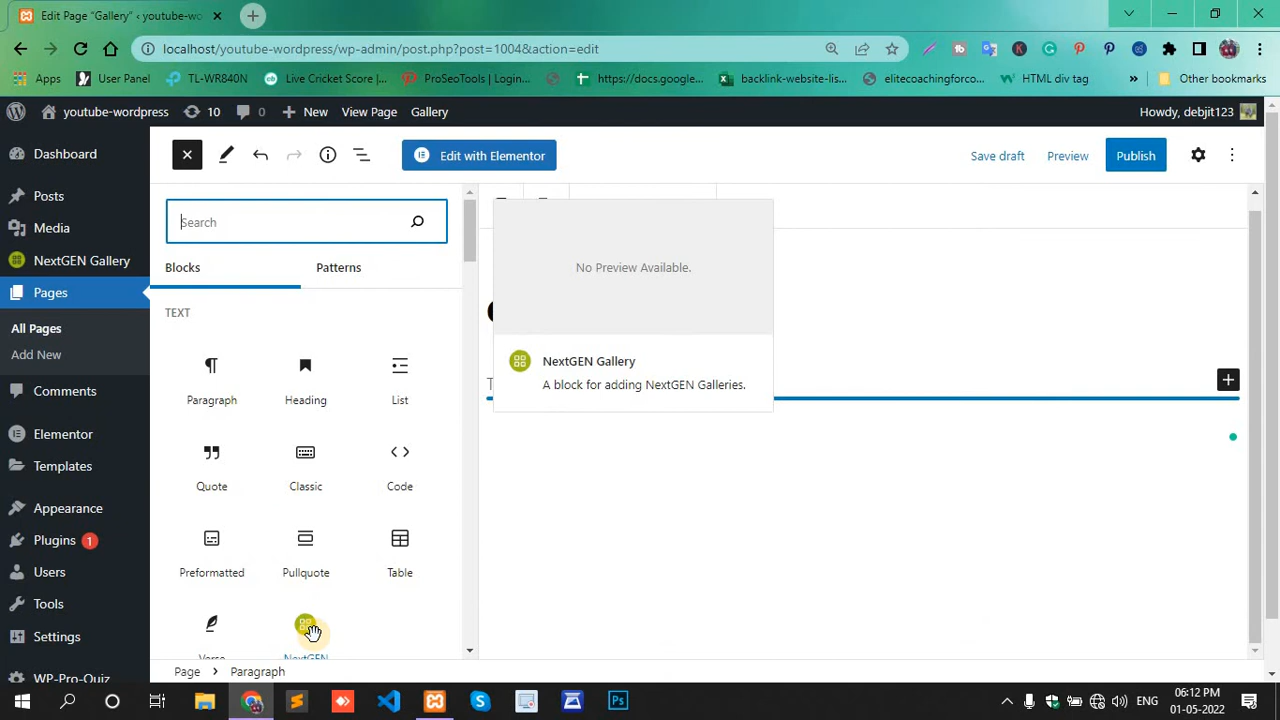 Edit Page “Gallery” ‹ youtube-wo
localhost/youtube-wordpress/wp-admin/post.php?post=1004&action=edit
Apps
User Panel
TL-WR840N
Live Cricket Score |...
ProSeoTools | Login...
https://docs.google...
backlink-website-lis...
elitecoachingforco...
HTML div tag
»
Other bookmarks
youtube-wordpress
10
0
New
View Page
Gallery
Howdy, debjit123
Dashboard
Posts
Media
NextGEN Gallery
Pages
All Pages
Add New
Comments
Elementor
Templates
Appearance
Plugins 1
Users
Tools
Settings
WP-Pro-Quiz
Edit with Elementor
Save draft
Preview
Publish
Search
Blocks
Patterns
TEXT
Paragraph
Heading
List
Quote
Classic
Code
Preformatted
Pullquote
Table
Verse
NextGEN
No Preview Available.
NextGEN Gallery
A block for adding NextGEN Galleries.
Page > Paragraph
ENG
06:12 PM
01-05-2022